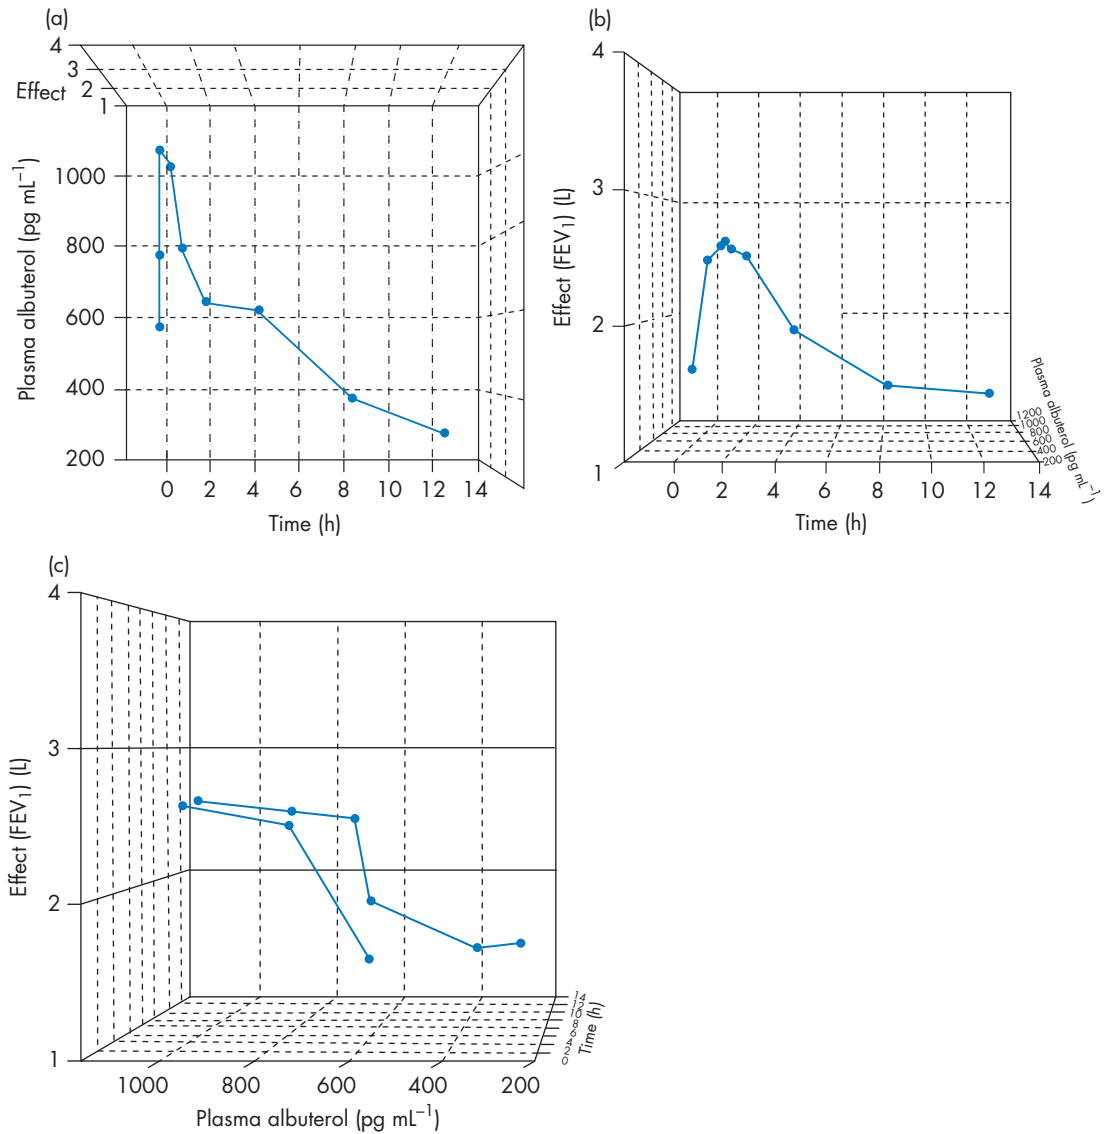 (a)
4
3
Effect 2
1
1000
800
600
400
200
Plasma albuterol (pg mL⁻¹)
0 2 4 6 8 10 12 14
Time (h)
(b)
4
3
2
1
Effect (FEV₁) (L)
0 2 4 6 8 10 12 14
Time (h)
1200
1000
800
600
400
200
Plasma albuterol (pg mL⁻¹)
(c)
4
3
2
1
Effect (FEV₁) (L)
1000 800 600 400 200
Plasma albuterol (pg mL⁻¹)
14
12
10
8
6
4
2
0
Time (h)